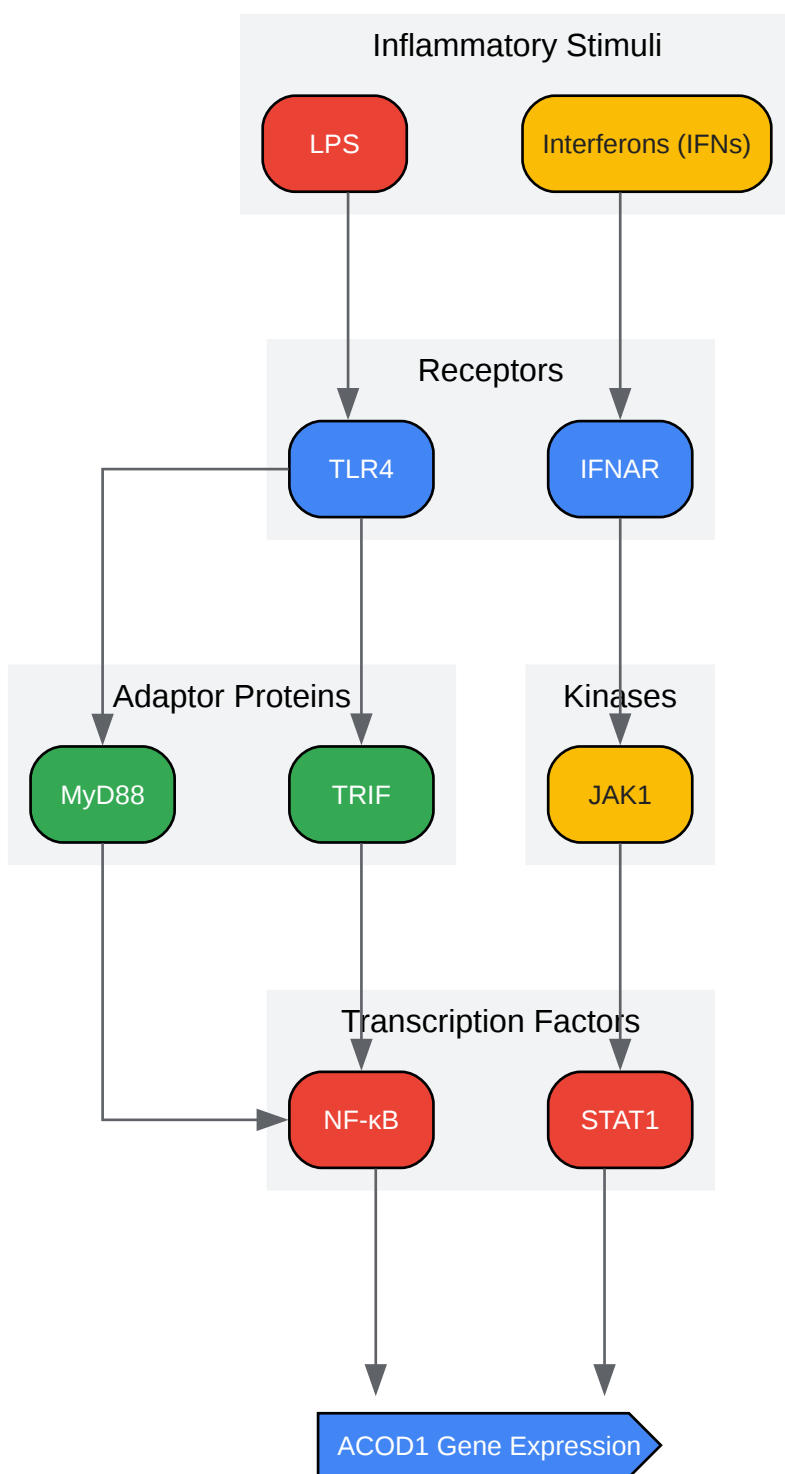 Inflammatory Stimuli
LPS
Interferons (IFNs)
Receptors
TLR4
IFNAR
Adaptor Proteins
Kinases
MyD88
TRIF
JAK1
Transcription Factors
NF-κB
STAT1
ACOD1 Gene Expression